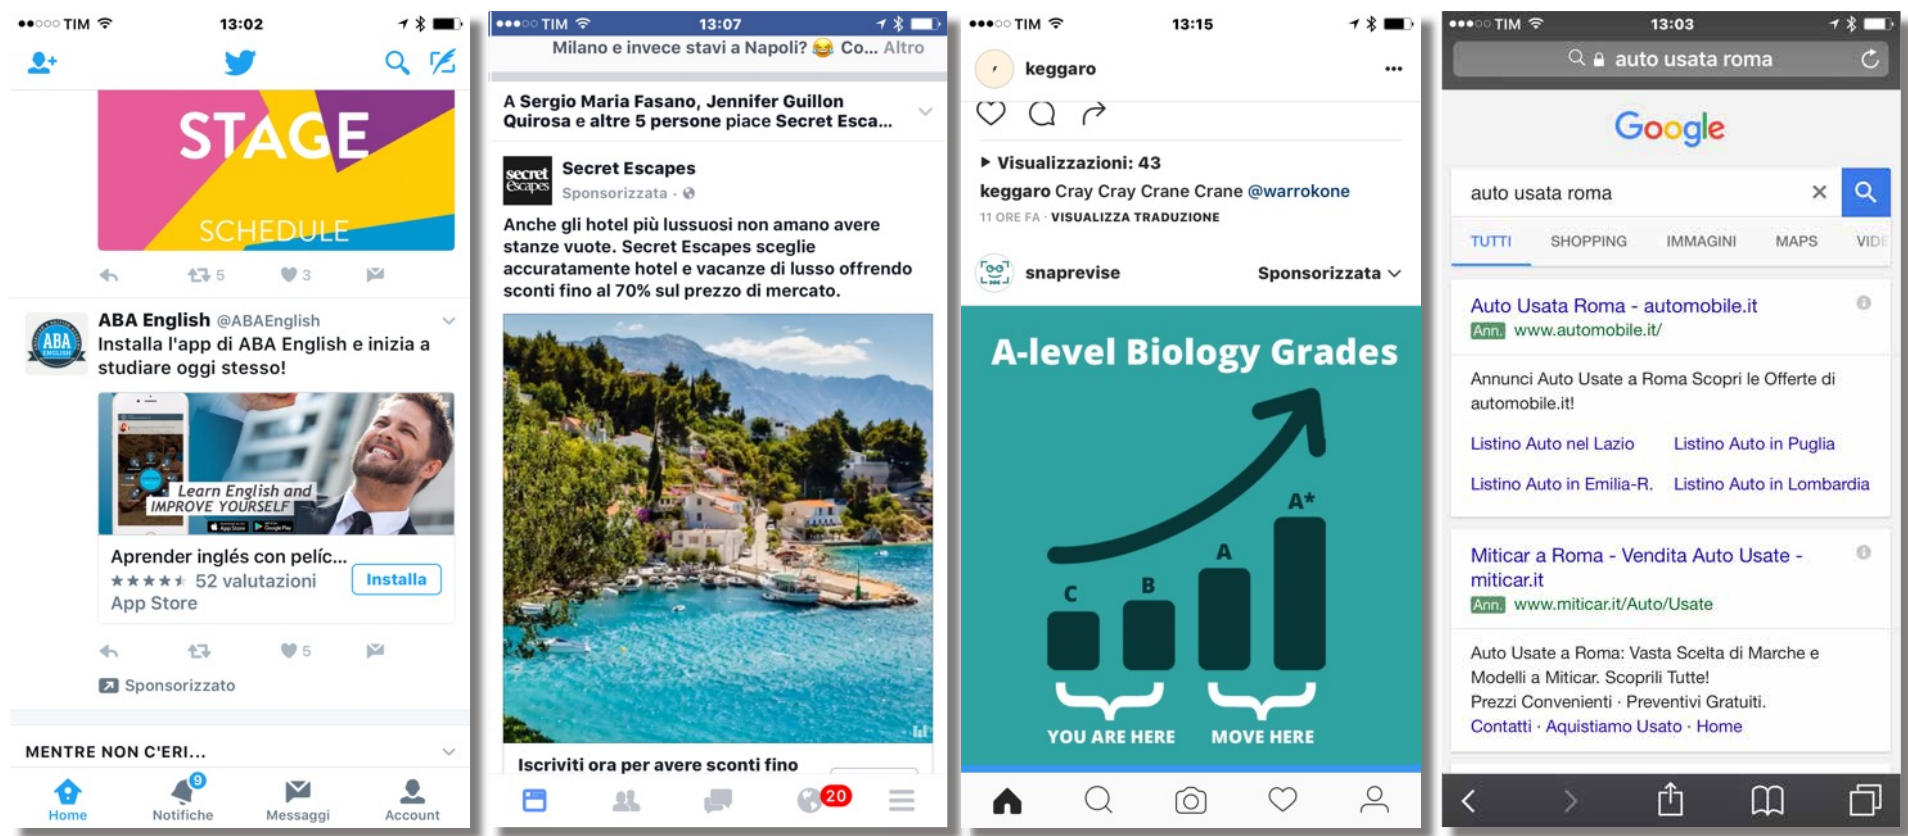 TIM 13:02
STAGE
SCHEDULE
5 3
ABA English @ABAEnglish
Installa l'app di ABA English e inizia a
studiare oggi stesso!
ABA
ENGLISH
Learn English and
IMPROVE YOURSELF
App Store Google Play
Aprender inglés con pelíc...
52 valutazioni
App Store
Installa
5
Sponsorizzato
MENTRE NON C'ERI...
9
Home Notifiche Messaggi Account
TIM 13:07
Milano e invece stavi a Napoli? 😂 Co... Altro
A Sergio Maria Fasano, Jennifer Guillon
Quirosa e altre 5 persone piace Secret Esca...
secret
escapes
Secret Escapes
Sponsorizzata ·
Anche gli hotel più lussuosi non amano avere
stanze vuote. Secret Escapes sceglie
accuratamente hotel e vacanze di lusso offrendo
sconti fino al 70% sul prezzo di mercato.
Iscriviti ora per avere sconti fino
20
TIM 13:15
keggaro
Visualizzazioni: 43
keggaro Cray Cray Crane Crane @warrokone
11 ORE FA · VISUALIZZA TRADUZIONE
snaprevise Sponsorizzata
A-level Biology Grades
C B A A*
YOU ARE HERE MOVE HERE
TIM 13:03
auto usata roma
Google
auto usata roma
TUTTI SHOPPING IMMAGINI MAPS VIDE
Auto Usata Roma - automobile.it
Ann. www.automobile.it/
Annunci Auto Usate a Roma Scopri le Offerte di
automobile.it!
Listino Auto nel Lazio Listino Auto in Puglia
Listino Auto in Emilia-R. Listino Auto in Lombardia
Miticar a Roma - Vendita Auto Usate -
miticar.it
Ann. www.miticar.it/Auto/Usate
Auto Usate a Roma: Vasta Scelta di Marche e
Modelli a Miticar. Scoprili Tutte!
Prezzi Convenienti · Preventivi Gratuiti.
Contatti · Aquistiamo Usato · Home